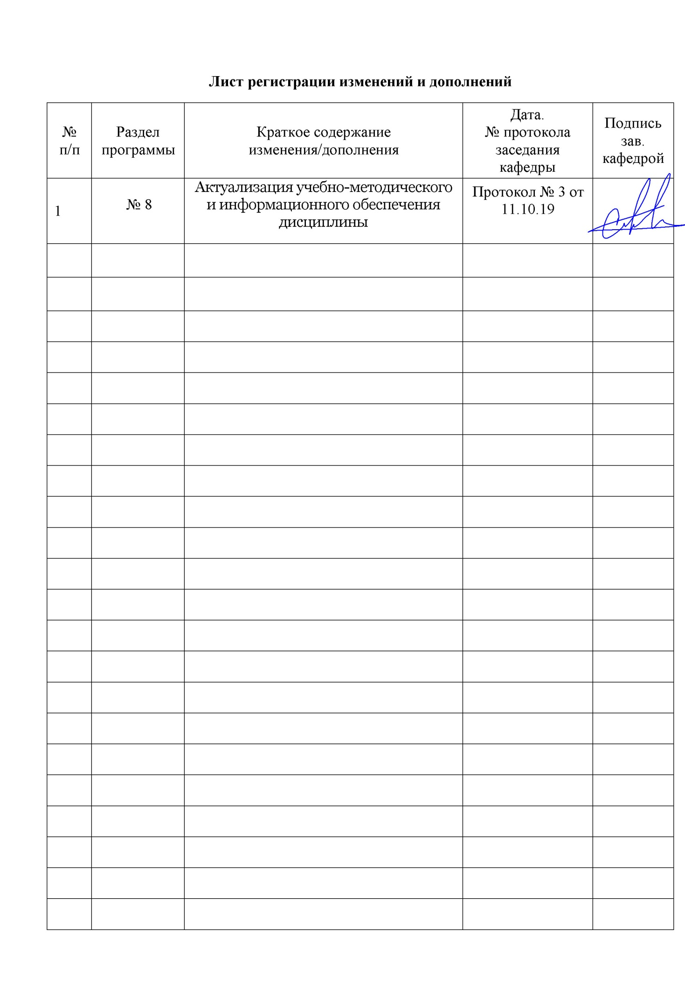 Лист регистрации изменений и дополнений
№
п/п
Раздел
программы
Краткое содержание
изменения/дополнения
Дата.
№ протокола
заседания
кафедры
Подпись
зав.
кафедрой
1
№ 8
Актуализация учебно-методического
и информационного обеспечения
дисциплины
Протокол № 3 от
11.10.19